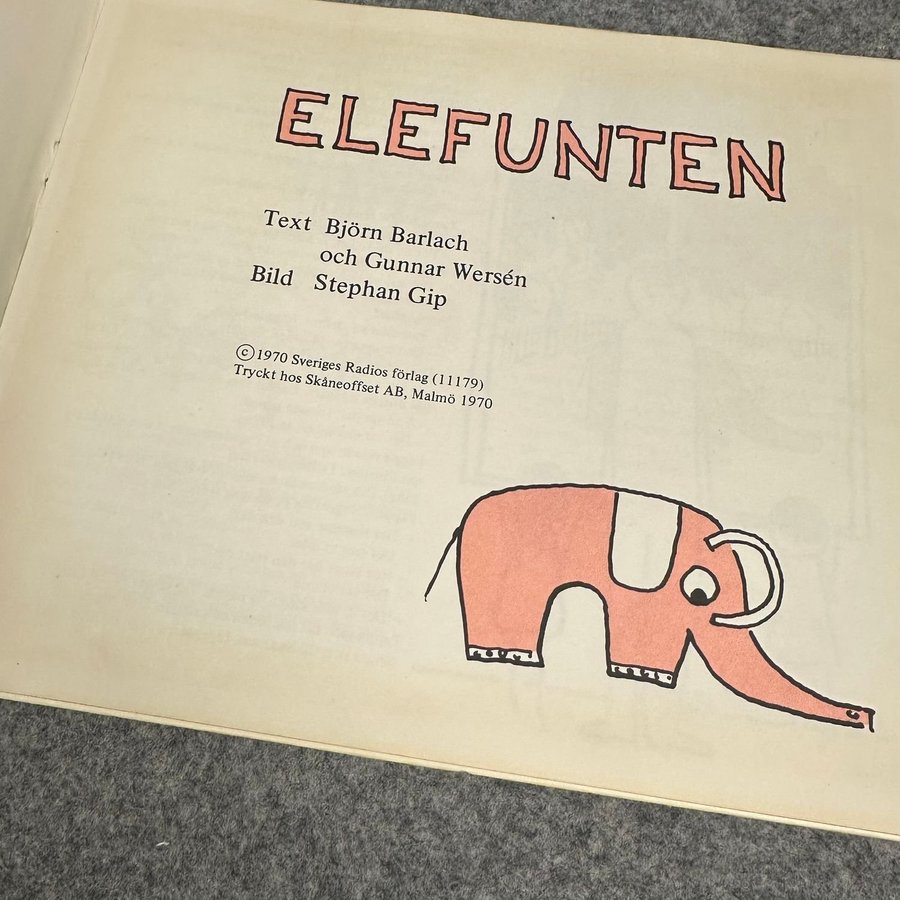 ELEFUNTEN
Text Björn Barlach
och Gunnar Wersén
Bild Stephan Gip
©1970 Sveriges Radios förlag (11179)
Tryckt hos Skåneoffset AB, Malmö 1970